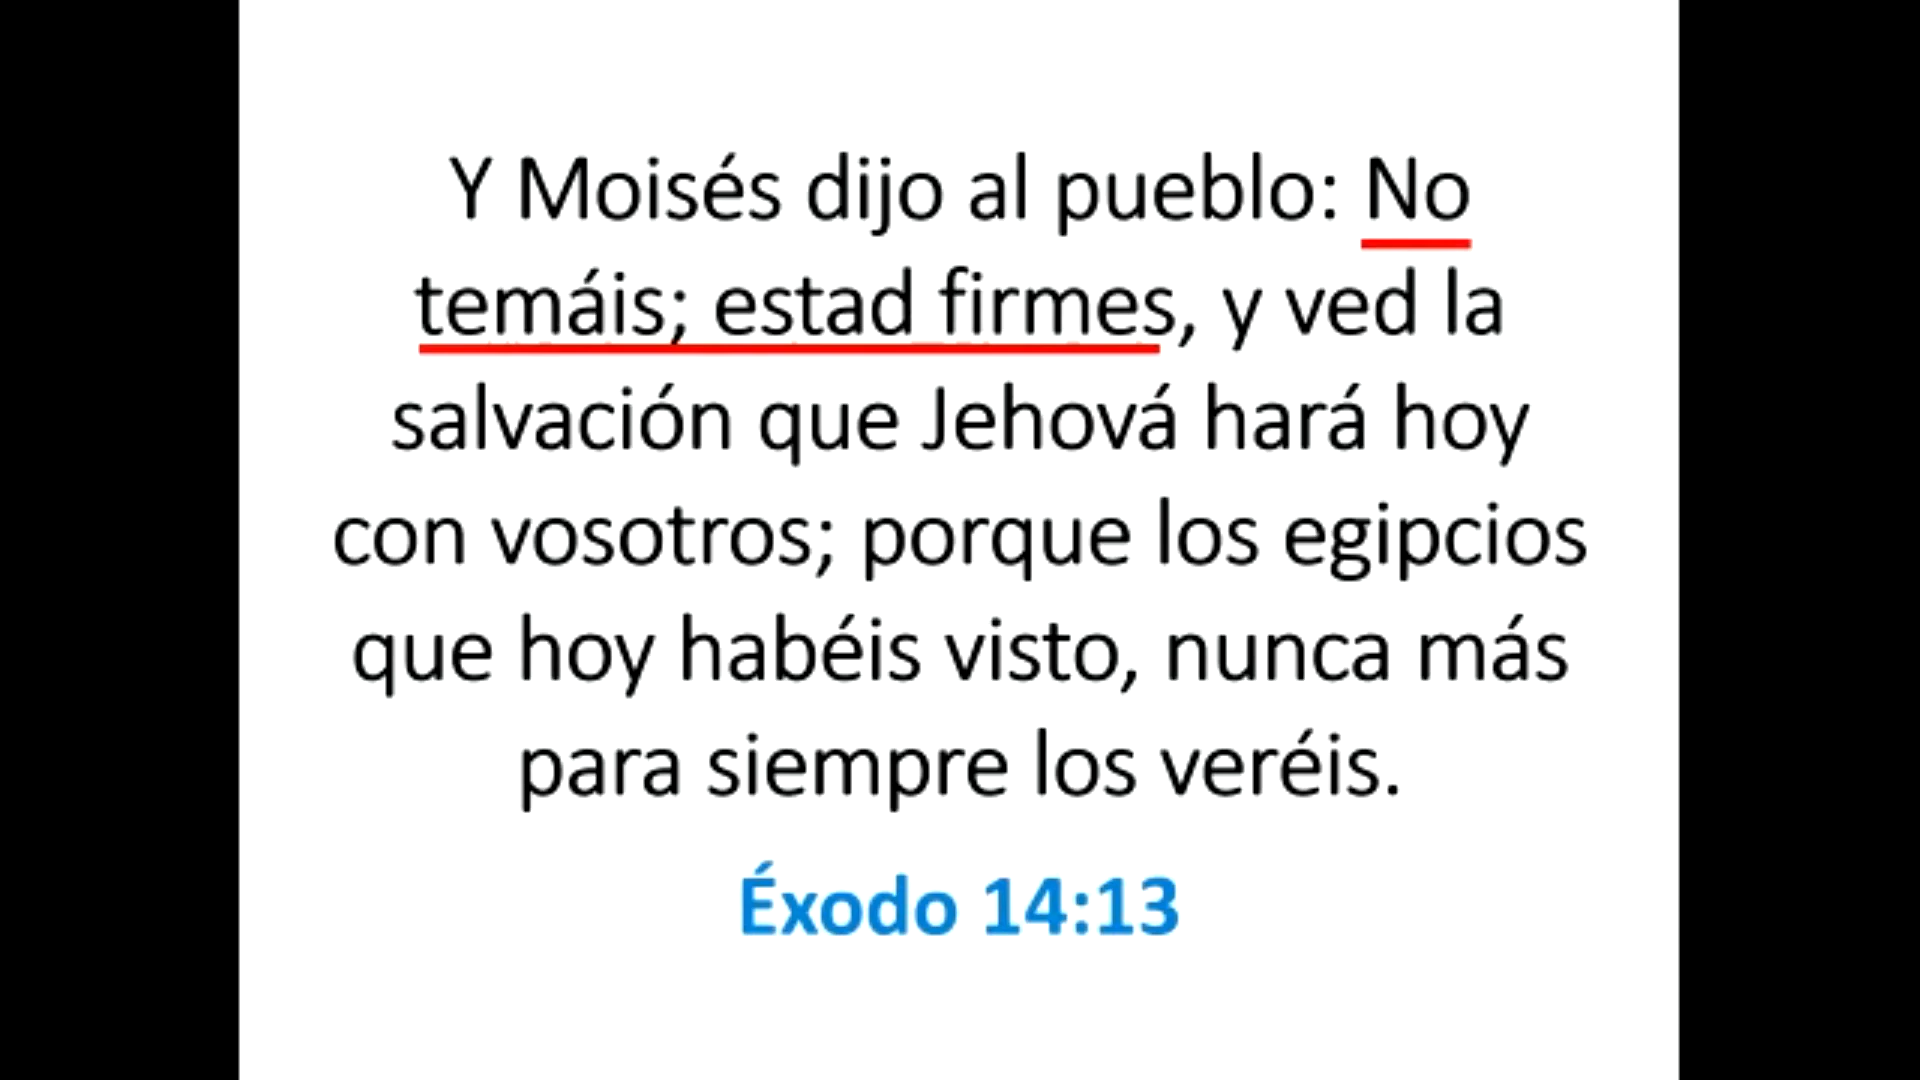 Y Moisés dijo al pueblo: No
temáis; estad firmes, y ved la
salvación que Jehová hará hoy
con vosotros; porque los egipcios
que hoy habéis visto, nunca más
para siempre los veréis.
Éxodo 14:13